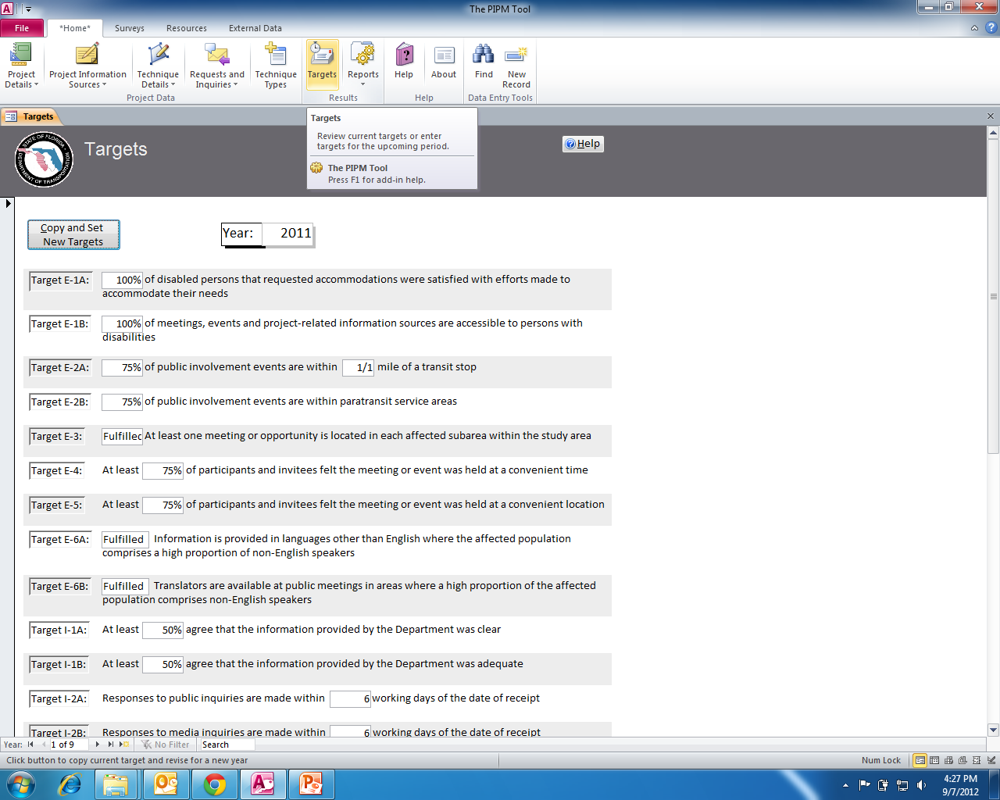 The PIPM Tool
File
*Home*
Surveys
Resources
External Data
Project Details
Project Information Sources
Technique Details
Requests and Inquiries
Technique Types
Targets
Reports
Help
About
Find
New Record
Project Data
Results
Help
Data Entry Tools
Targets
Targets
Review current targets or enter
targets for the upcoming period.
The PIPM Tool
Press F1 for add-in help.
STATE OF FLORIDA
DEPARTMENT OF TRANSPORTATION
Targets
Help
Copy and Set
New Targets
Year: 2011
Target E-1A: 100% of disabled persons that requested accommodations were satisfied with efforts made to
accommodate their needs
Target E-1B: 100% of meetings, events and project-related information sources are accessible to persons with
disabilities
Target E-2A: 75% of public involvement events are within 1/1 mile of a transit stop
Target E-2B: 75% of public involvement events are within paratransit service areas
Target E-3: Fulfilled At least one meeting or opportunity is located in each affected subarea within the study area
Target E-4: At least 75% of participants and invitees felt the meeting or event was held at a convenient time
Target E-5: At least 75% of participants and invitees felt the meeting or event was held at a convenient location
Target E-6A: Fulfilled Information is provided in languages other than English where the affected population
comprises a high proportion of non-English speakers
Target E-6B: Fulfilled Translators are available at public meetings in areas where a high proportion of the affected
population comprises non-English speakers
Target I-1A: At least 50% agree that the information provided by the Department was clear
Target I-1B: At least 50% agree that the information provided by the Department was adequate
Target I-2A: Responses to public inquiries are made within 6 working days of the date of receipt
Target I-2B: Responses to media inquiries are made within 6 working days of the date of receipt
Year: 1 of 9 No Filter Search
Click button to copy current target and revise for a new year
Num Lock
4:27 PM
9/7/2012